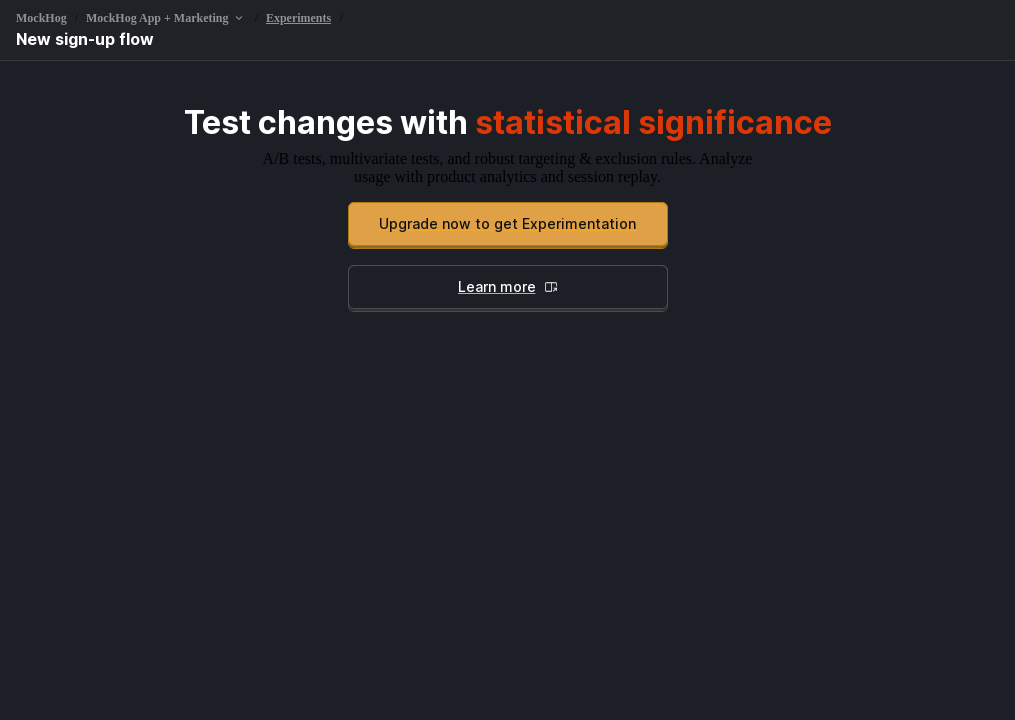 MockHog / MockHog App + Marketing / Experiments /
New sign-up flow
Test changes with statistical significance
A/B tests, multivariate tests, and robust targeting & exclusion rules. Analyze
usage with product analytics and session replay.
Upgrade now to get Experimentation
Learn more